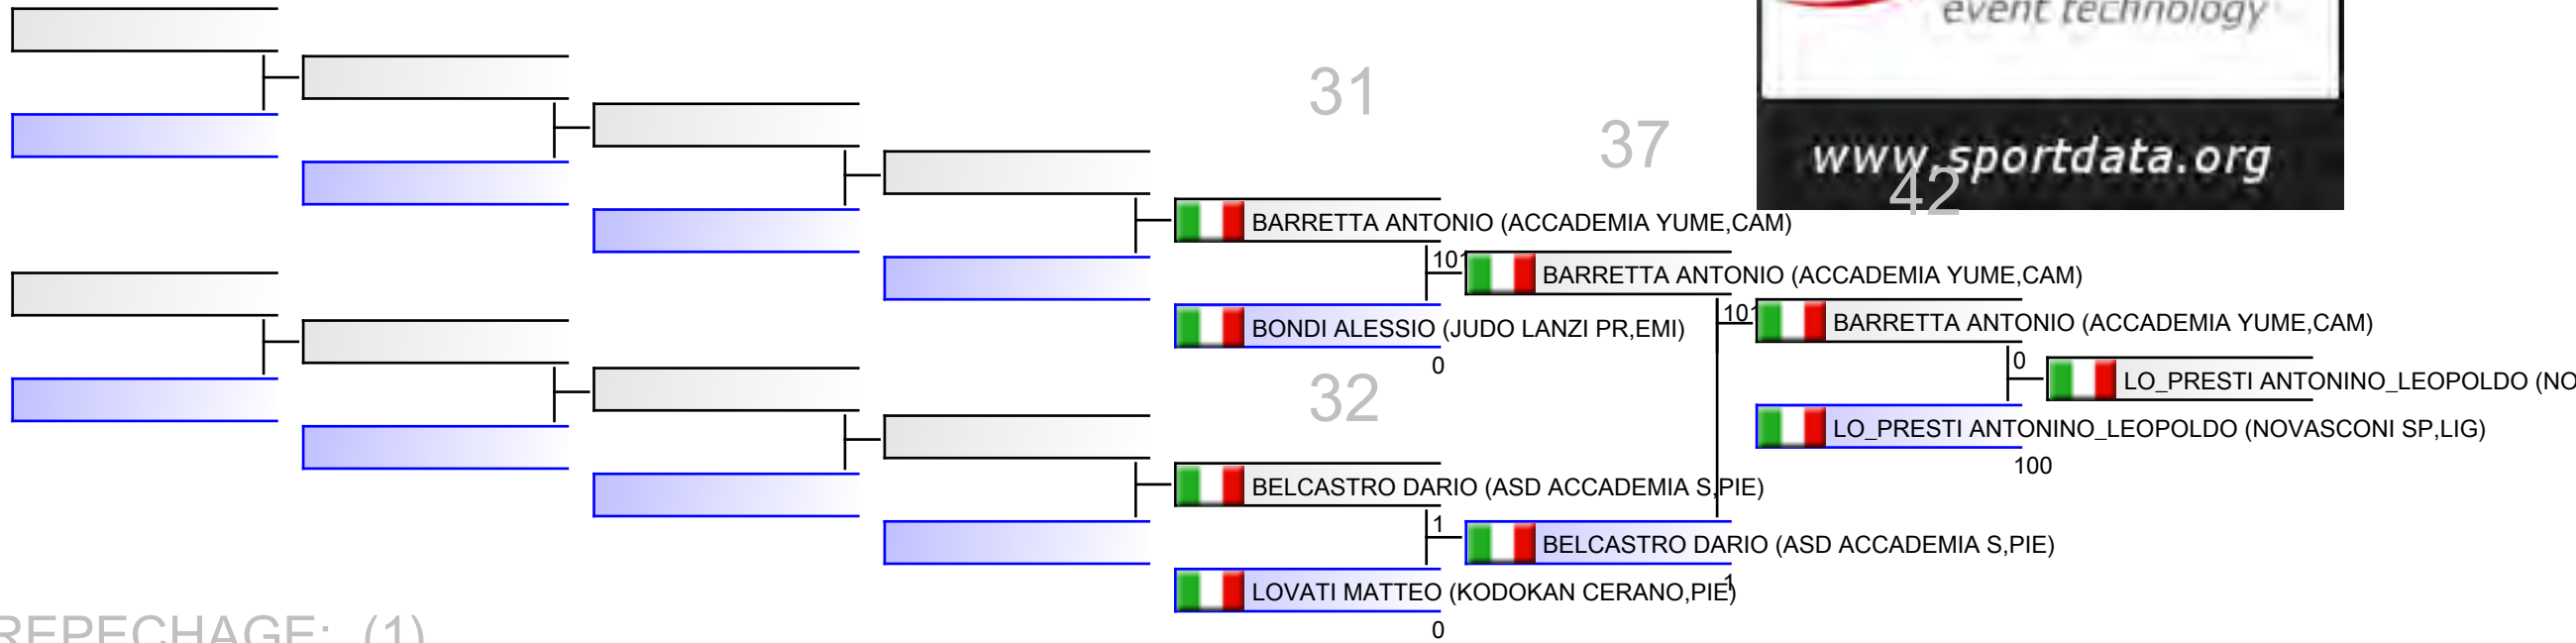 event technology
www.sportdata.org
31
37
42
BARRETTA ANTONIO (ACCADEMIA YUME,CAM)
101
BARRETTA ANTONIO (ACCADEMIA YUME,CAM)
BONDI ALESSIO (JUDO LANZI PR,EMI)
0
101
BARRETTA ANTONIO (ACCADEMIA YUME,CAM)
0
LO_PRESTI ANTONINO_LEOPOLDO (NO
LO_PRESTI ANTONINO_LEOPOLDO (NOVASCONI SP,LIG)
100
32
BELCASTRO DARIO (ASD ACCADEMIA S,PIE)
1
BELCASTRO DARIO (ASD ACCADEMIA S,PIE)
1
LOVATI MATTEO (KODOKAN CERANO,PIE)
0
REPECHAGE: (1)